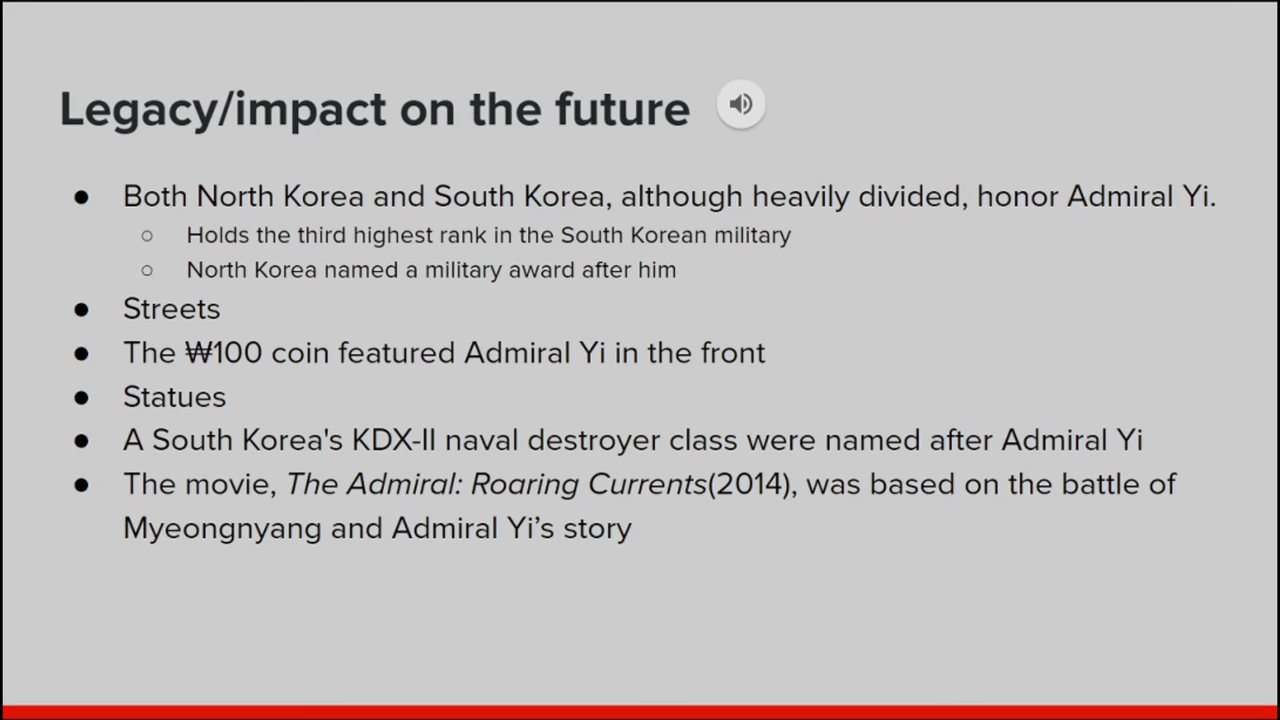 Legacy/impact on the future
● Both North Korea and South Korea, although heavily divided, honor Admiral Yi.
○ Holds the third highest rank in the South Korean military
○ North Korea named a military award after him
● Streets
● The ₩100 coin featured Admiral Yi in the front
● Statues
● A South Korea's KDX-II naval destroyer class were named after Admiral Yi
● The movie, The Admiral: Roaring Currents(2014), was based on the battle of
Myeongnyang and Admiral Yi’s story